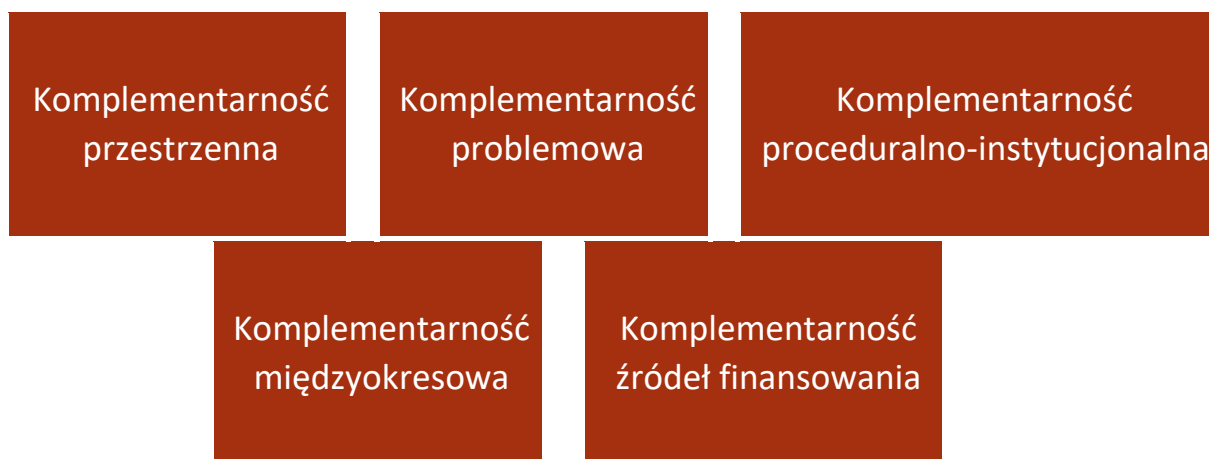 Komplementarność
przestrzenna
Komplementarność
problemowa
Komplementarność
proceduralno-instytucjonalna
Komplementarność
międzyokresowa
Komplementarność
źródeł finansowania